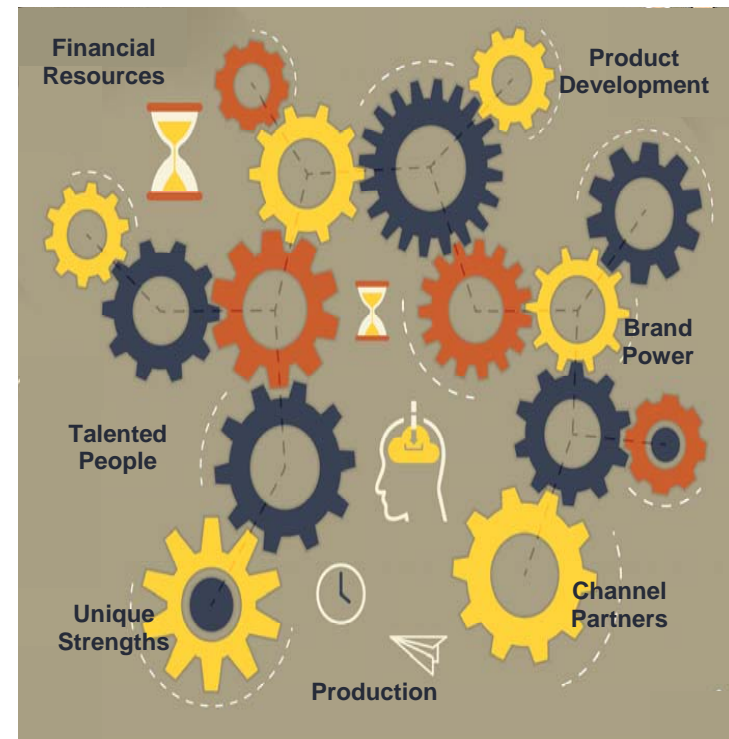 Financial
Resources
Product
Development
Brand
Power
Talented
People
Channel
Partners
Unique
Strengths
Production